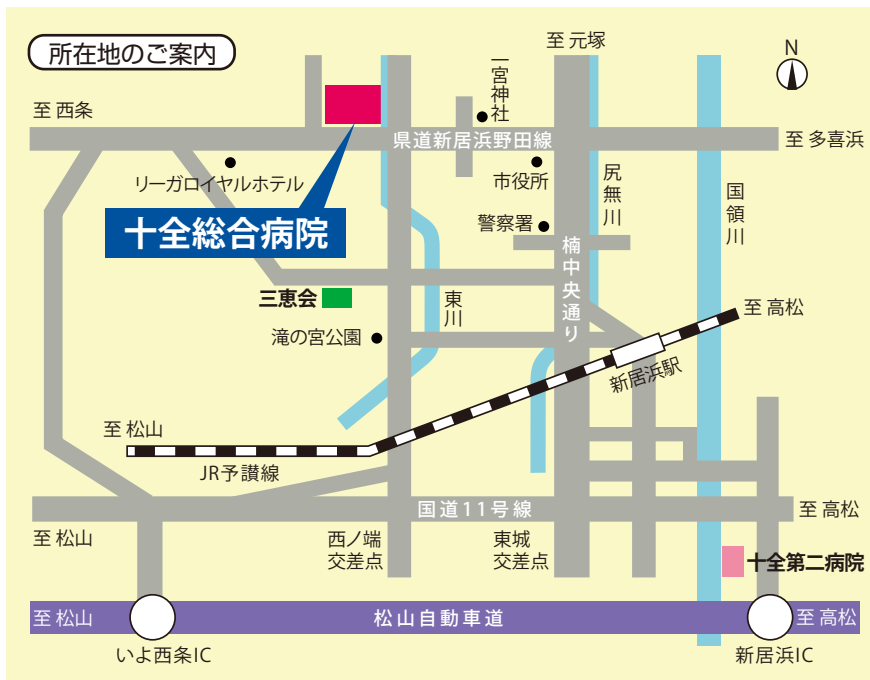 所在地のご案内
至 元塚
N
一宮神社
至 西条
県道新居浜野田線
至 多喜浜
リーガロイヤルホテル
市役所
尻無川
国領川
十全総合病院
警察署
楠中央通り
三恵会
東川
至 高松
滝の宮公園
新居浜駅
至 松山
JR予讃線
国道11号線
至 高松
至 松山
西ノ端
交差点
東城
交差点
十全第二病院
至 松山
松山自動車道
至 高松
いよ西条IC
新居浜IC